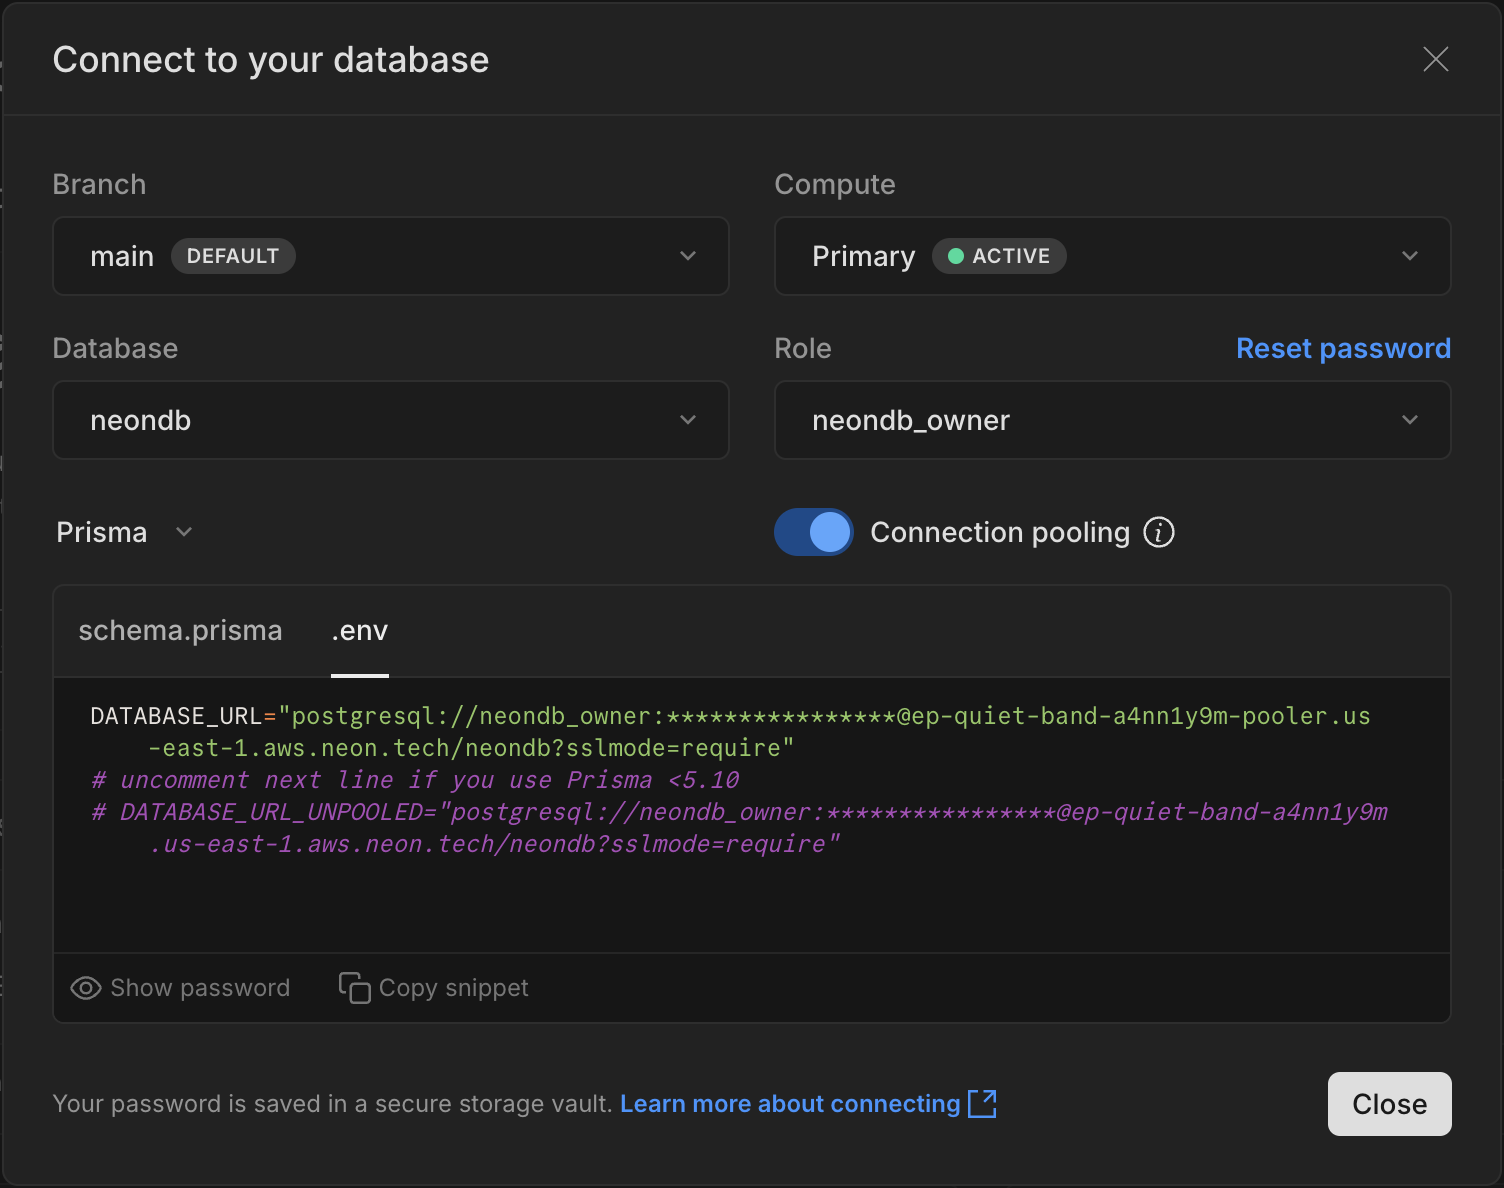 Connect to your database
Branch
Compute
main DEFAULT
Primary ACTIVE
Database
Role
Reset password
neondb
neondb_owner
Prisma
Connection pooling
schema.prisma
.env
DATABASE_URL="postgresql://neondb_owner:****************@ep-quiet-band-a4nn1y9m-pooler.us
-east-1.aws.neon.tech/neondb?sslmode=require"
# uncomment next line if you use Prisma <5.10
# DATABASE_URL_UNPOOLED="postgresql://neondb_owner:****************@ep-quiet-band-a4nn1y9m
.us-east-1.aws.neon.tech/neondb?sslmode=require"
Show password
Copy snippet
Your password is saved in a secure storage vault. Learn more about connecting
Close